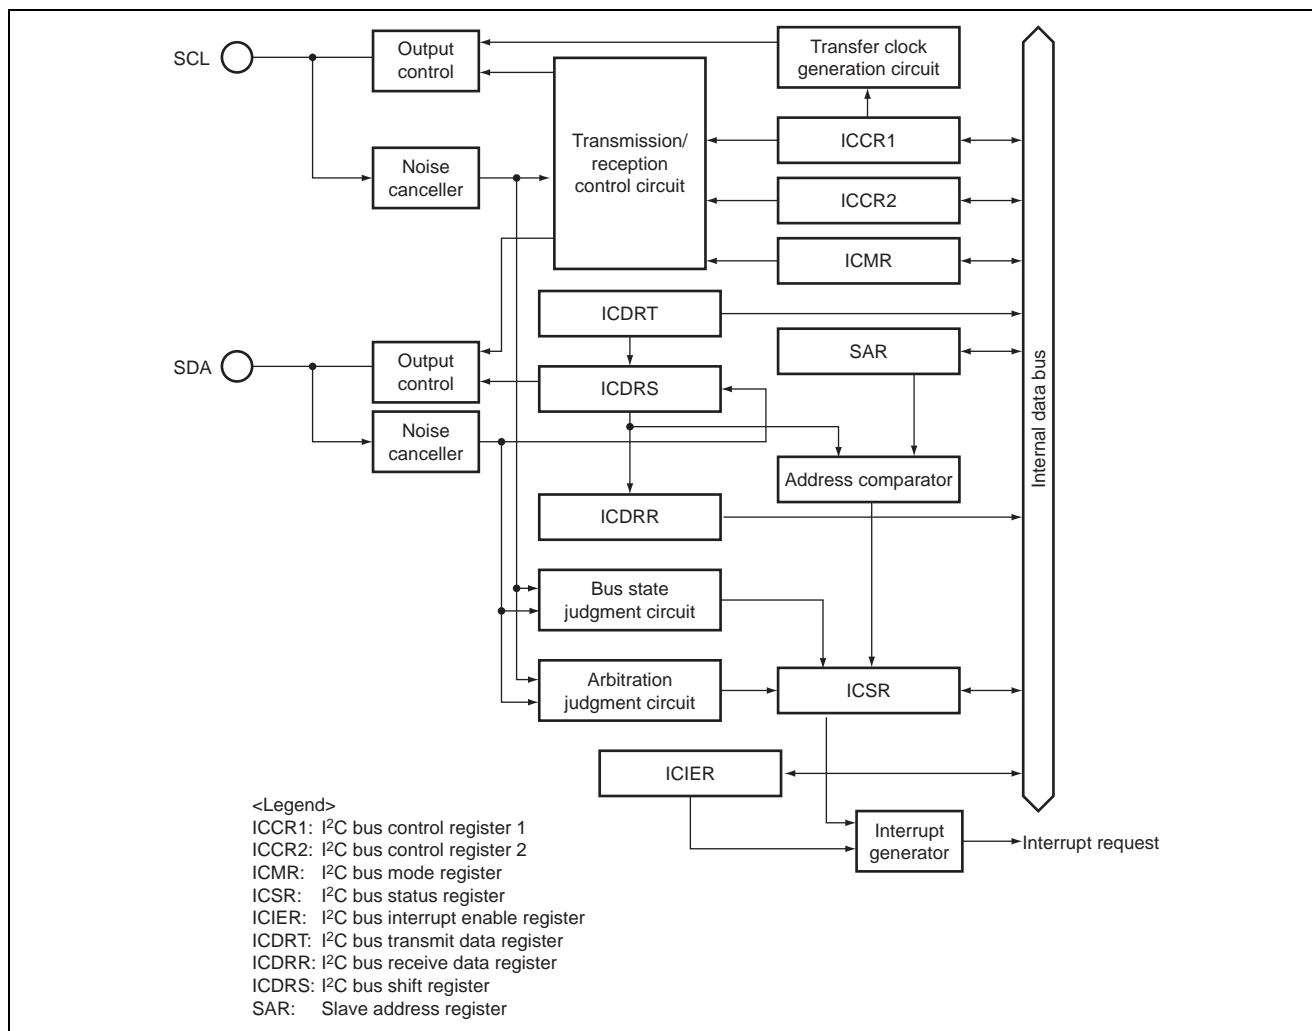 SCL
Output
control
Transfer clock
generation circuit
Transmission/
reception
control circuit
ICCR1
Noise
canceller
ICCR2
ICMR
ICDRT
SDA
Output
control
SAR
ICDRS
Noise
canceller
Address comparator
Internal data bus
ICDRR
Bus state
judgment circuit
Arbitration
judgment circuit
ICSR
ICIER
Interrupt
generator
Interrupt request
<Legend>
ICCR1: I²C bus control register 1
ICCR2: I²C bus control register 2
ICMR: I²C bus mode register
ICSR: I²C bus status register
ICIER: I²C bus interrupt enable register
ICDRT: I²C bus transmit data register
ICDRR: I²C bus receive data register
ICDRS: I²C bus shift register
SAR: Slave address register